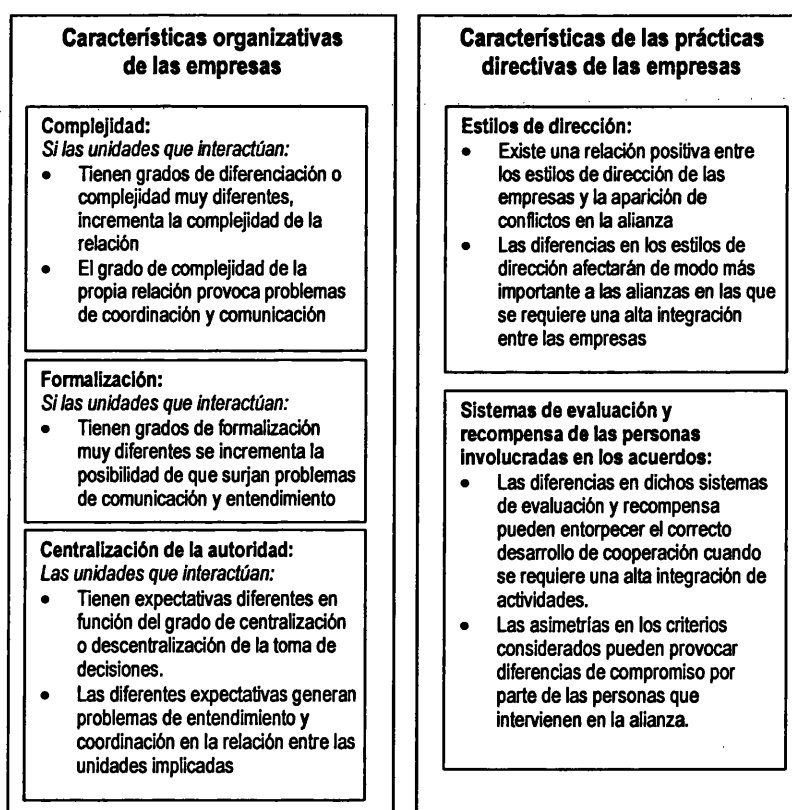 Características organizativas
de las empresas
Complejidad:
Si las unidades que interactúan:
• Tienen grados de diferenciación o
complejidad muy diferentes,
incrementa la complejidad de la
relación
• El grado de complejidad de la
propia relación provoca problemas
de coordinación y comunicación
Formalización:
Si las unidades que interactúan:
• Tienen grados de formalización
muy diferentes se incrementa la
posibilidad de que surjan problemas
de comunicación y entendimiento
Centralización de la autoridad:
Las unidades que interactúan:
• Tienen expectativas diferentes en
función del grado de centralización
o descentralización de la toma de
decisiones.
• Las diferentes expectativas generan
problemas de entendimiento y
coordinación en la relación entre las
unidades implicadas
Características de las prácticas
directivas de las empresas
Estilos de dirección:
• Existe una relación positiva entre
los estilos de dirección de las
empresas y la aparición de
conflictos en la alianza
• Las diferencias en los estilos de
dirección afectarán de modo más
importante a las alianzas en las que
se requiere una alta integración
entre las empresas
Sistemas de evaluación y
recompensa de las personas
involucradas en los acuerdos:
• Las diferencias en dichos sistemas
de evaluación y recompensa
pueden entorpecer el correcto
desarrollo de cooperación cuando
se requiere una alta integración de
actividades.
• Las asimetrías en los criterios
considerados pueden provocar
diferencias de compromiso por
parte de las personas que
intervienen en la alianza.